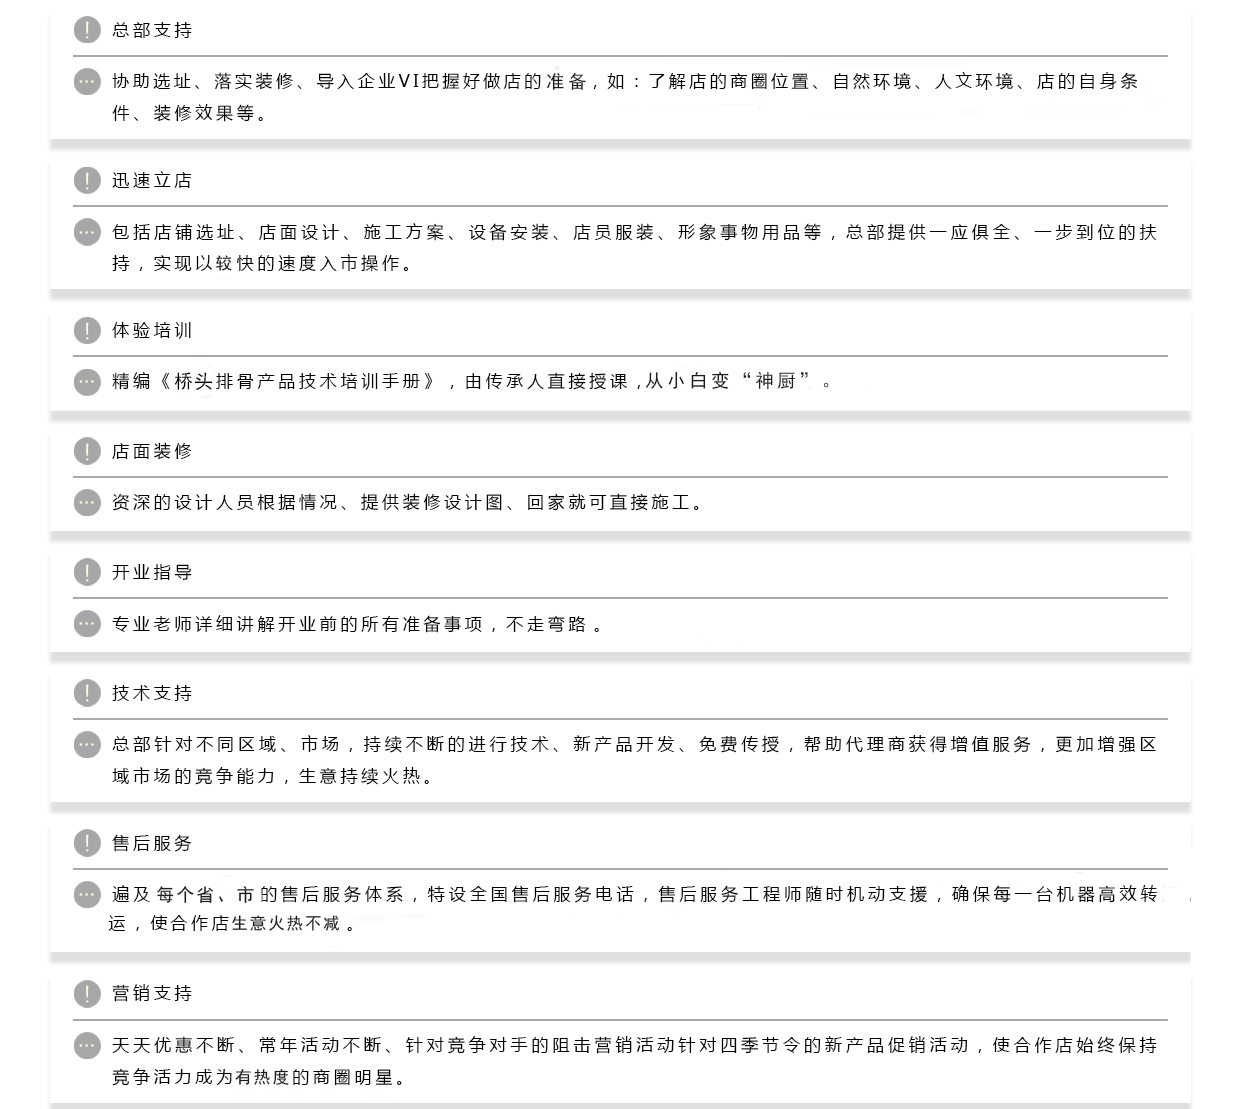 总部支持
协助选址、落实装修、导入企业VI把握好做店的准备，如：了解店的商圈位置、自然环境、人文环境、店的自身条
件、装修效果等。
迅速立店
包括店铺选址、店面设计、施工方案、设备安装、店员服装、形象事物用品等，总部提供一应俱全、一步到位的扶
持，实现以较快的速度入市操作。
体验培训
精编《桥头排骨产品技术培训手册》，由传承人直接授课,从小白变“神厨”。
店面装修
资深的设计人员根据情况、提供装修设计图、回家就可直接施工。
开业指导
专业老师详细讲解开业前的所有准备事项，不走弯路。
技术支持
总部针对不同区域、市场，持续不断的进行技术、新产品开发、免费传授，帮助代理商获得增值服务，更加增强区
域市场的竞争能力，生意持续火热。
售后服务
遍及每个省、市的售后服务体系，特设全国售后服务电话，售后服务工程师随时机动支援，确保每一台机器高效转
运，使合作店生意火热不减。
营销支持
天天优惠不断、常年活动不断、针对竞争对手的阻击营销活动针对四季节令的新产品促销活动，使合作店始终保持
竞争活力成为有热度的商圈明星。